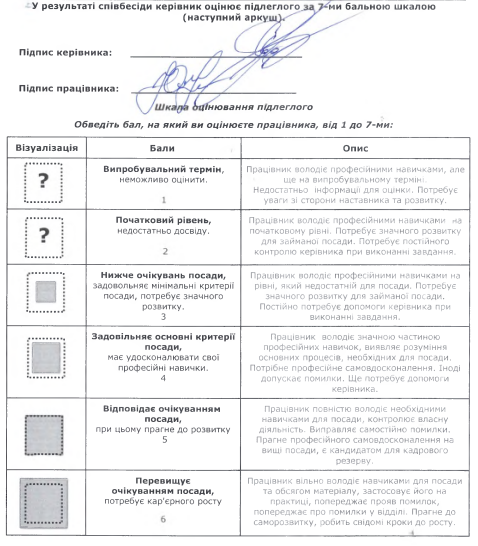 У результаті співбесіди керівник оцінює підлеглого за 7-ми бальною шкалою
(наступний аркуш).
Підпис керівника:
Підпис працівника:
Шкала оцінювання підлеглого
Обведіть бал, на який ви оцінюєте працівника, від 1 до 7-ми:
Візуалізація Бали Опис
?
Випробувальний термін,
неможливо оцінити.
1
Працівник володіє професійними навичками, але
ще на випробувальному терміні.
Недостатньо інформації для оцінки. Потребує
уваги зі сторони наставника та розвитку.
?
Початковий рівень,
недостатньо досвіду.
2
Працівник володіє професійними навичками на
початковому рівні. Потребує значного розвитку
для займаної посади. Потребує постійного
контролю керівника при виконанні завдання.
Нижче очікувань посади,
задовольняє мінімальні критерії
посади, потребує значного
розвитку.
3
Працівник володіє професійними навичками на
рівні, який недостатній для посади. Потребує
значного розвитку для займаної посади.
Постійно потребує допомоги керівника при
виконанні завдання.
Задовільняє основні критерії
посади,
має удосконалювати свої
професійні навички.
4
Працівник володіє значною частиною
професійних навичок, виявляє розуміння
основних процесів, необхідних для посади.
Потрібне професійне самовдосконалення. Іноді
допускає помилки. Ще потребує допомоги
керівника.
Відповідає очікуванням
посади,
при цьому прагне до розвитку
5
Працівник повністю володіє необхідними
навичками для посади, контролює власну
діяльність. Виправляє самостійно помилки.
Прагне професійного самовдосконалення на
вищі посади, є кандидатом для кадрового
резерву.
Перевищує
очікуванням посади,
потребує кар'єрного росту
6
Працівник вільно володіє навчиками для посади
та обсягом матеріалу, застосовує його на
практиці, попереджає прояв помилок,
попереджає про помилки у відділі. Прагне до
саморозвитку, робить свідомі кроки до росту.